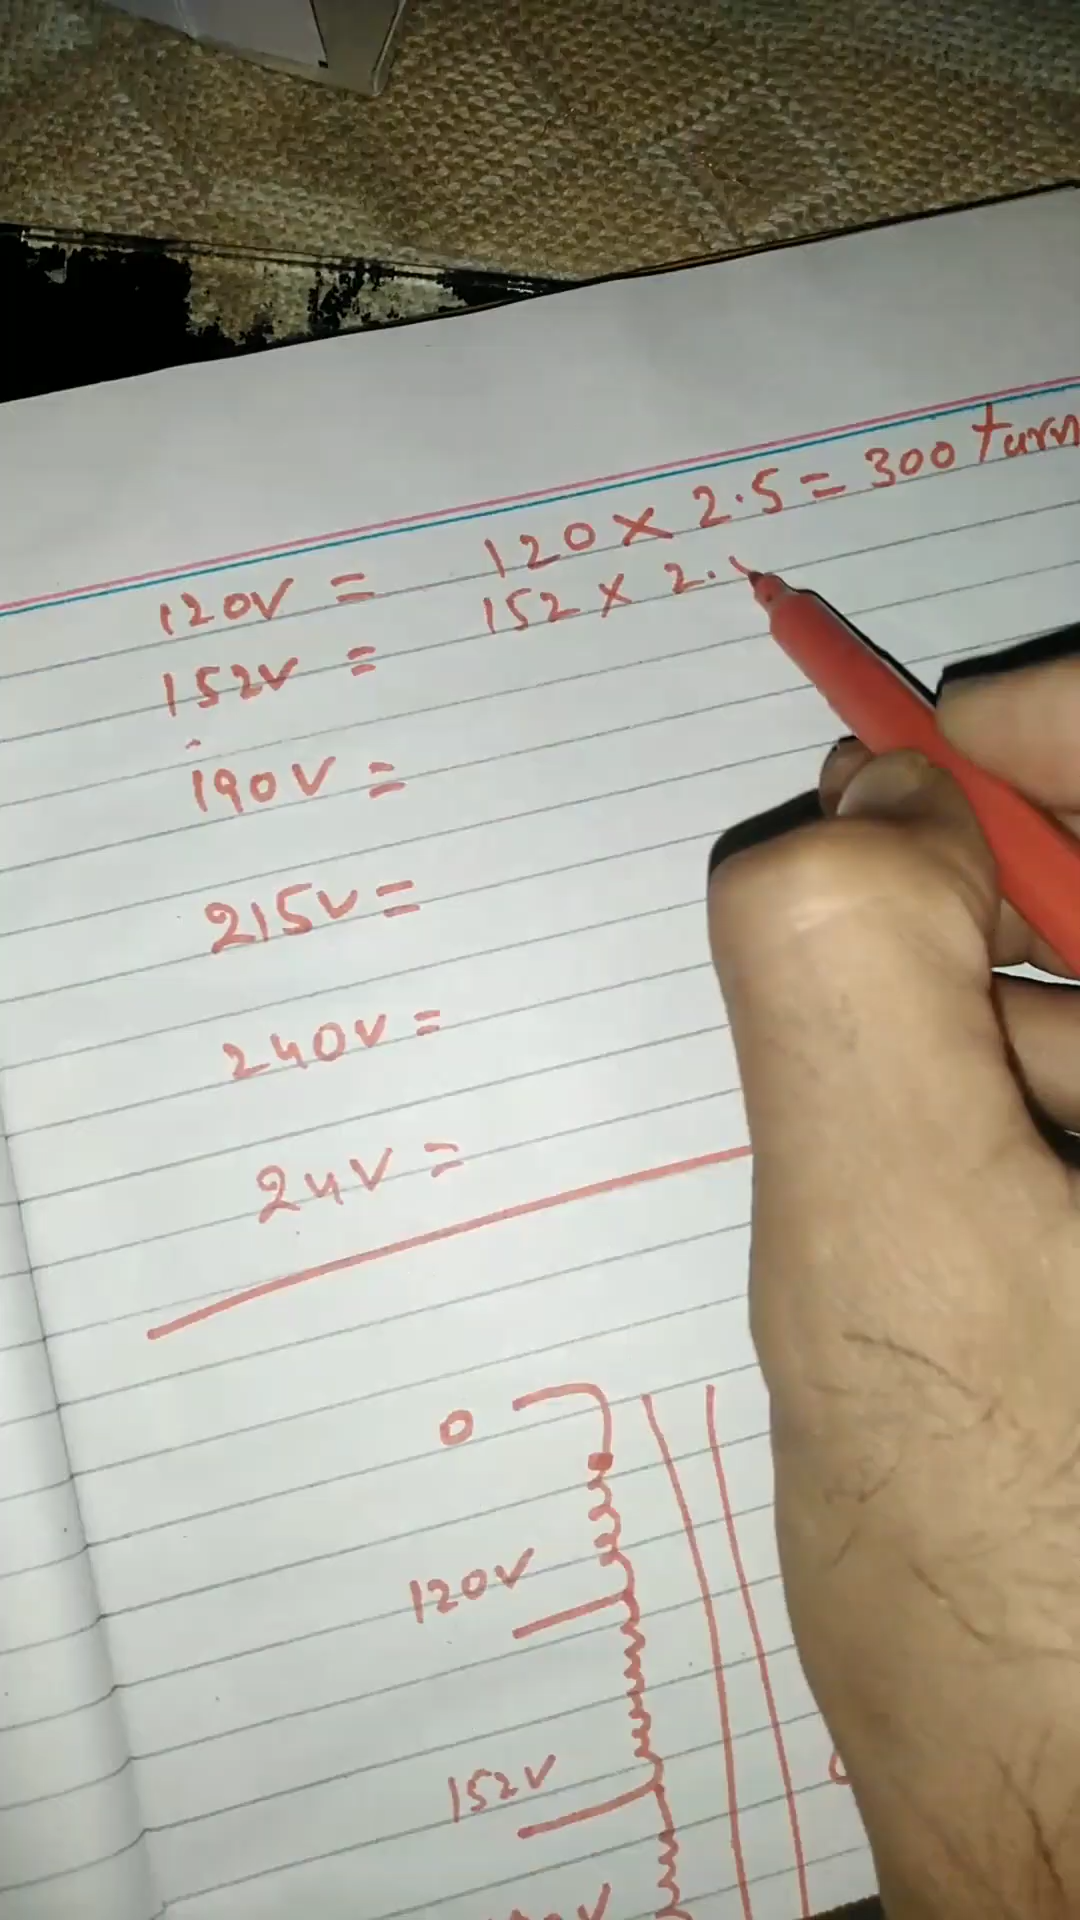 120V = 120 × 2.5 = 300 turn
152V = 152 × 2.
190V =
215V =
240V =
24V =
0
120V
152V